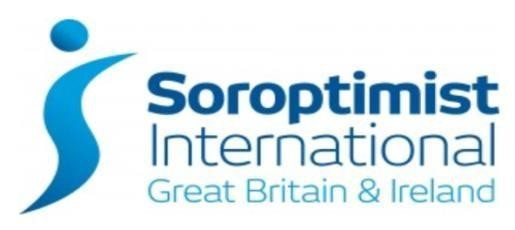 Soroptimist
International
Great Britain & Ireland